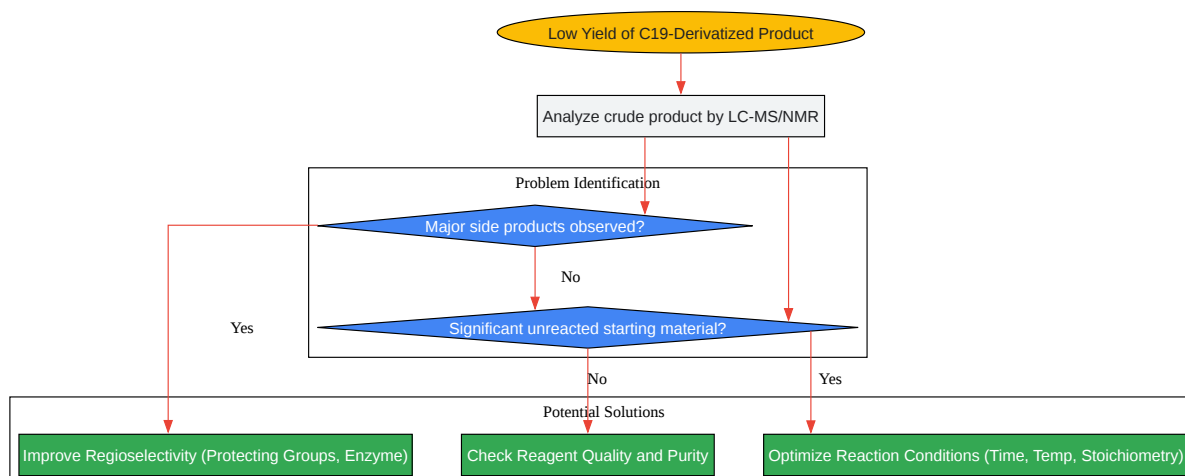 Low Yield of C19-Derivatized Product
Analyze crude product by LC-MS/NMR
Problem Identification
Major side products observed?
No
Significant unreacted starting material?
Yes
No
Yes
Potential Solutions
Improve Regioselectivity (Protecting Groups, Enzyme)
Check Reagent Quality and Purity
Optimize Reaction Conditions (Time, Temp, Stoichiometry)